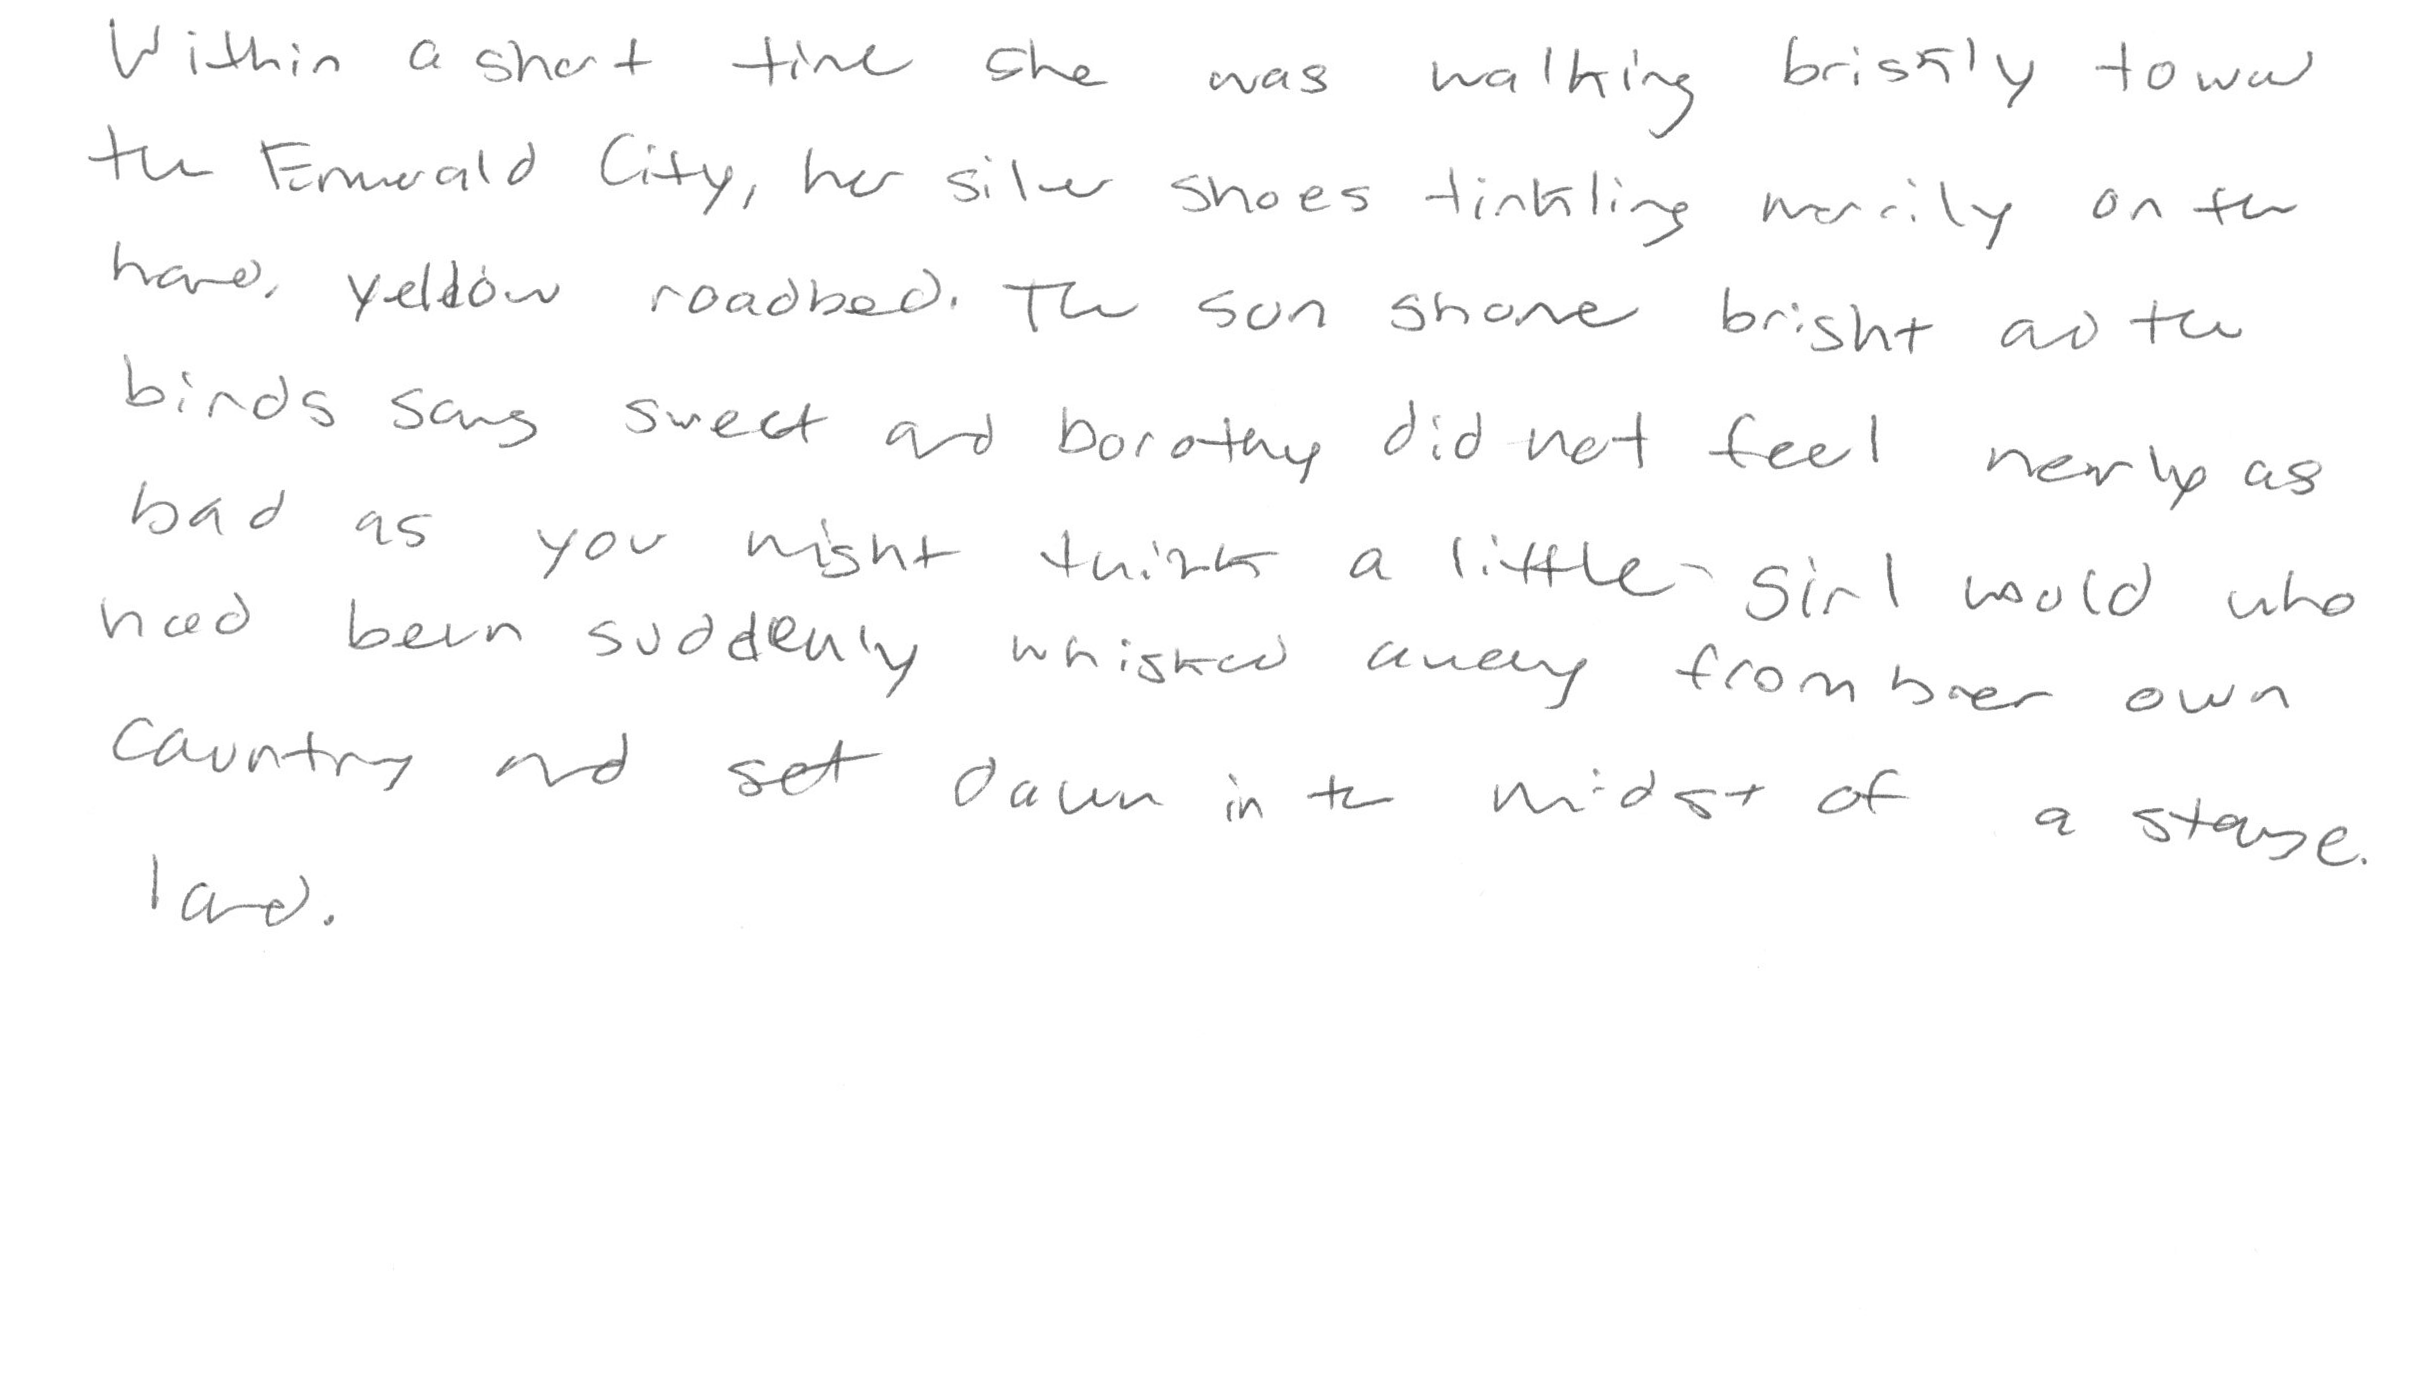 Within a short time she was walking briskly toward
the Emerald City, her silver shoes tinkling merrily on the
hard, yellow roadbed. The sun shone bright and the
birds sang sweet and Dorothy did not feel nearly as
bad as you might think a little girl would who
had been suddenly whisked away from her own
country and set down in the midst of a strange
land.